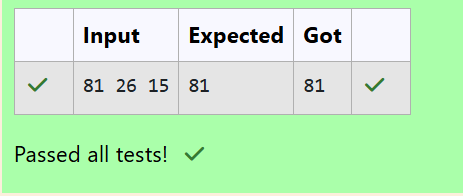 Input Expected Got
81 26 15 81 81
Passed all tests!